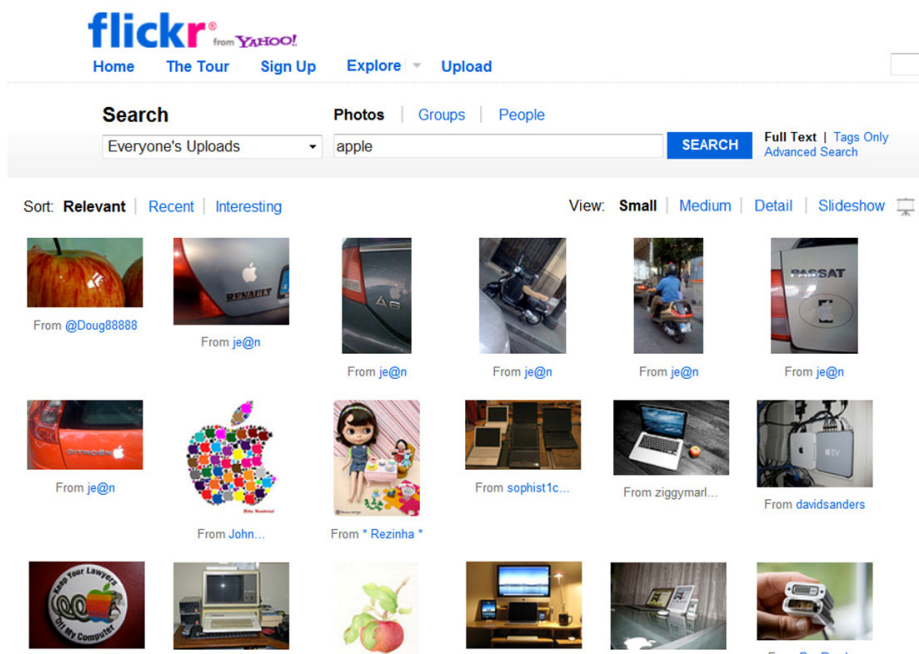 flickr® from YAHOO!
Home The Tour Sign Up Explore Upload
Search Photos | Groups | People
Everyone's Uploads apple SEARCH Full Text | Tags Only
Advanced Search
Sort: Relevant | Recent | Interesting View: Small | Medium | Detail | Slideshow
RENAULT
A6
PASSAT
From @Doug88888
From je@n
From je@n From je@n From je@n From je@n
CITROËN
tv
From je@n From sophist1c... From ziggymarl... From davidsanders
From John... From * Rezinha *
Keep Your Lawyers
Off My Computer